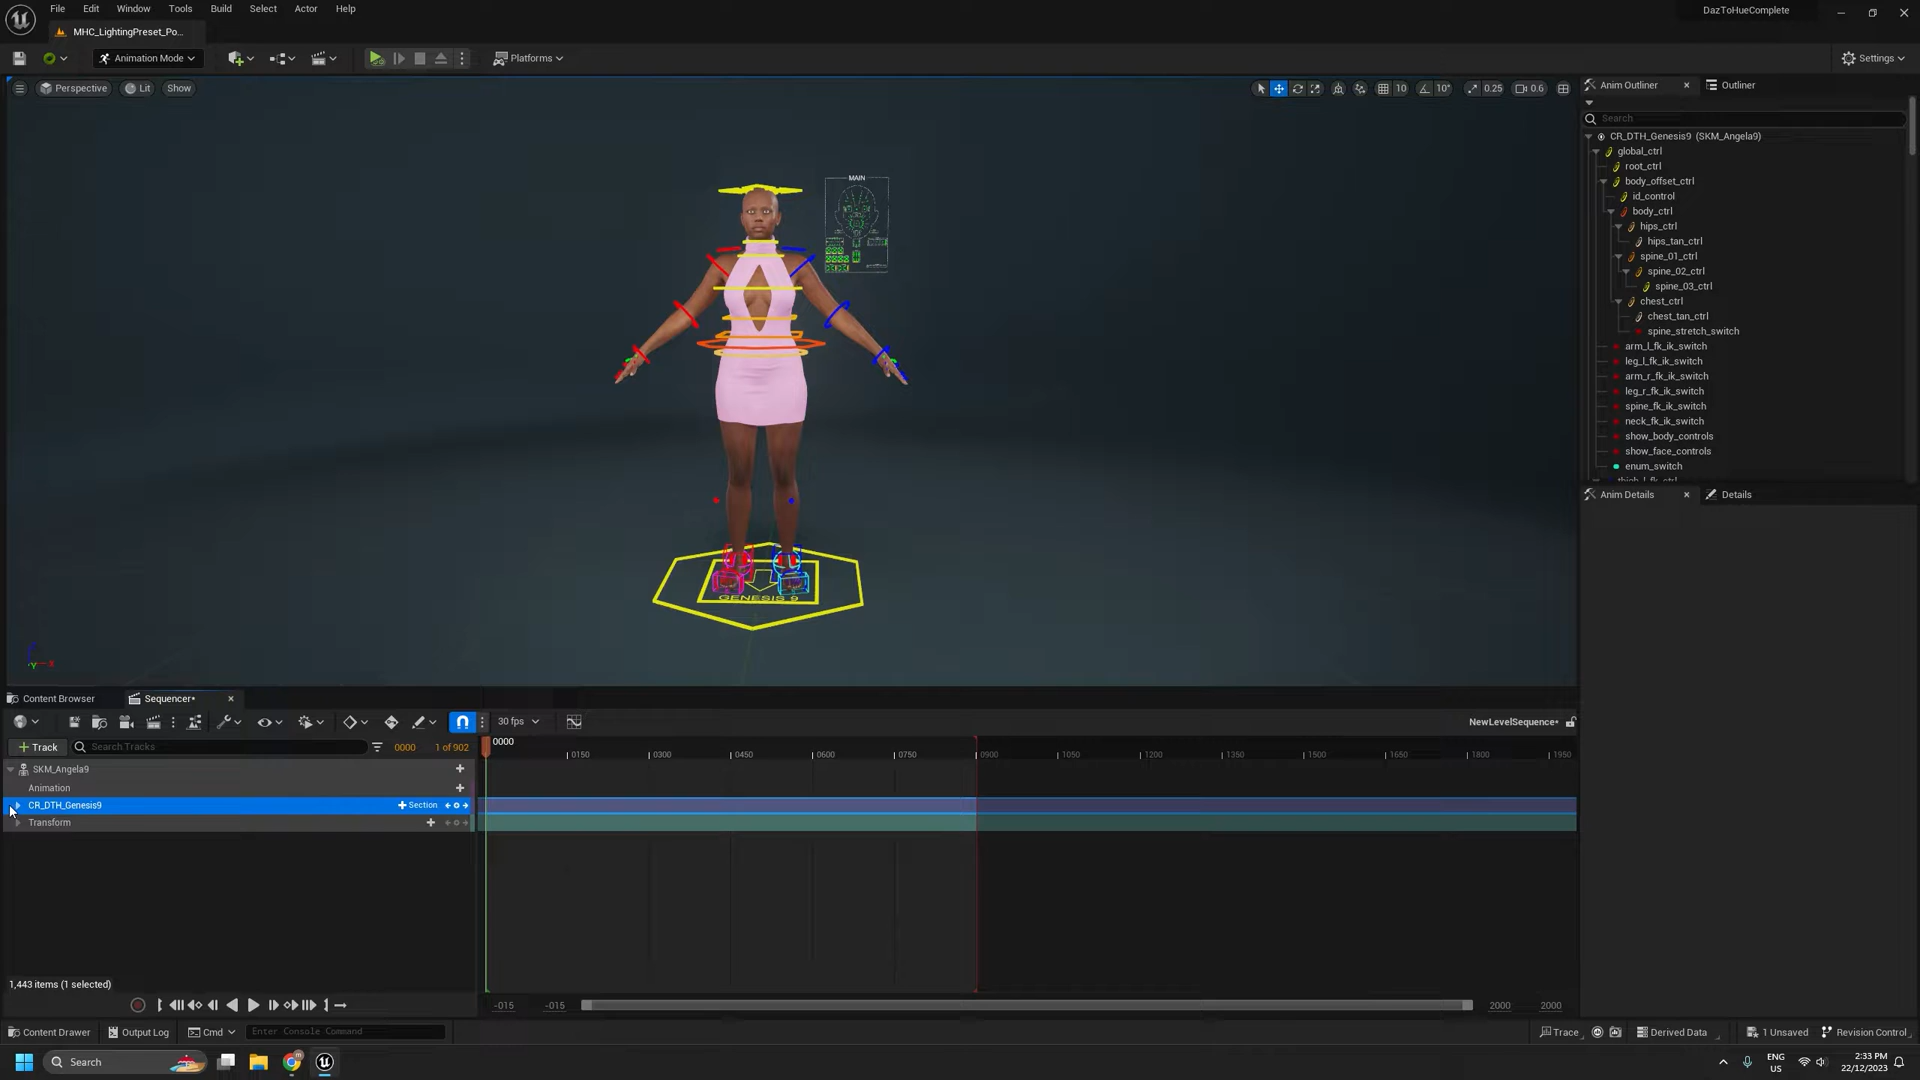 File Edit Window Tools Build Select Actor Help
DazToHueComplete
MHC_LightingPreset_Po...
Animation Mode
Platforms
Settings
Perspective Lit Show
10 10° 0.25 0.6
Anim Outliner
Outliner
Search
CR_DTH_Genesis9 (SKM_Angela9)
global_ctrl
root_ctrl
body_offset_ctrl
id_control
body_ctrl
hips_ctrl
hips_tan_ctrl
spine_01_ctrl
spine_02_ctrl
spine_03_ctrl
chest_ctrl
chest_tan_ctrl
spine_stretch_switch
arm_l_fk_ik_switch
leg_l_fk_ik_switch
arm_r_fk_ik_switch
leg_r_fk_ik_switch
spine_fk_ik_switch
neck_fk_ik_switch
show_body_controls
show_face_controls
enum_switch
Anim Details
Details
MAIN
GENESIS 9
Content Browser
Sequencer*
30 fps
NewLevelSequence*
Track
Search Tracks
0000 1 of 902
0000
0150 0300 0450 0600 0750 0900 1050 1200 1350 1500 1650 1800 1950
SKM_Angela9
Animation
CR_DTH_Genesis9
Section
Transform
1,443 items (1 selected)
-015 -015 2000 2000
Content Drawer Output Log Cmd Enter Console Command
Trace Derived Data 1 Unsaved Revision Control
Search
ENG
US
2:33 PM
22/12/2023